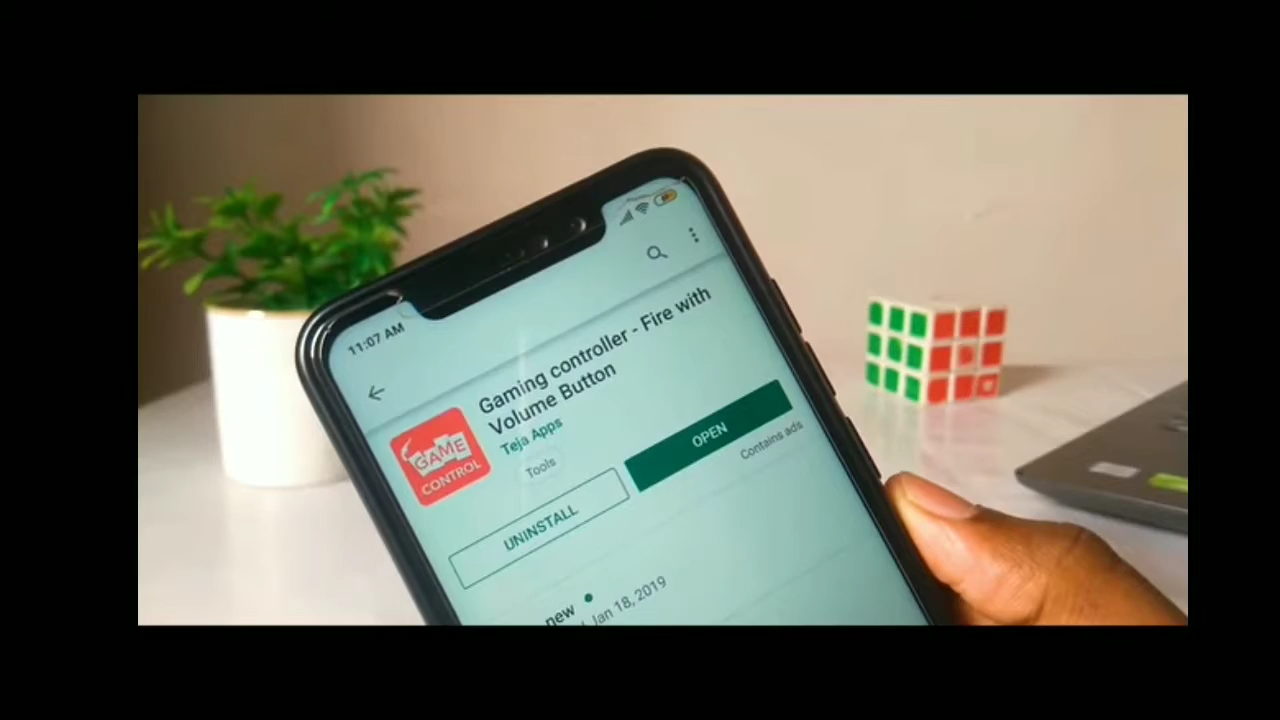 11:07 AM
Gaming controller - Fire with
Volume Button
Teja Apps
GAME
CONTROL
Tools
UNINSTALL
OPEN
Contains ads
new
Jan 18, 2019